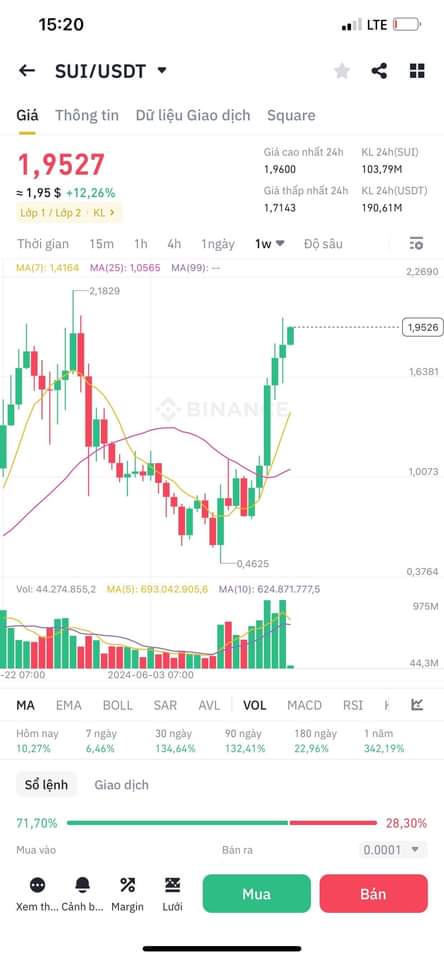 15:20 LTE
SUI/USDT
Giá Thông tin Dữ liệu Giao dịch Square
1,9527
≈ 1,95 $ +12,26%
Lớp 1 / Lớp 2 · KL >
Giá cao nhất 24h KL 24h(SUI)
1,9600 103,79M
Giá thấp nhất 24h KL 24h(USDT)
1,7143 190,61M
Thời gian 15m 1h 4h 1ngày 1w Độ sâu
MA(7): 1,4164 MA(25): 1,0565 MA(99): --
2,2690
2,1829
1,9526
1,6381
BINANCE
1,0073
0,4625
0,3764
Vol: 44.274.855,2 MA(5): 693.042.905,6 MA(10): 624.871.777,5
975M
44,3M
-22 07:00 2024-06-03 07:00
MA EMA BOLL SAR AVL VOL MACD RSI
Hôm nay 7 ngày 30 ngày 90 ngày 180 ngày 1 năm
10,27% 6,46% 134,64% 132,41% 22,96% 342,19%
Sổ lệnh Giao dịch
71,70% 28,30%
Mua vào Bán ra 0.0001
Xem th... Cảnh b... Margin Lưới
Mua Bán